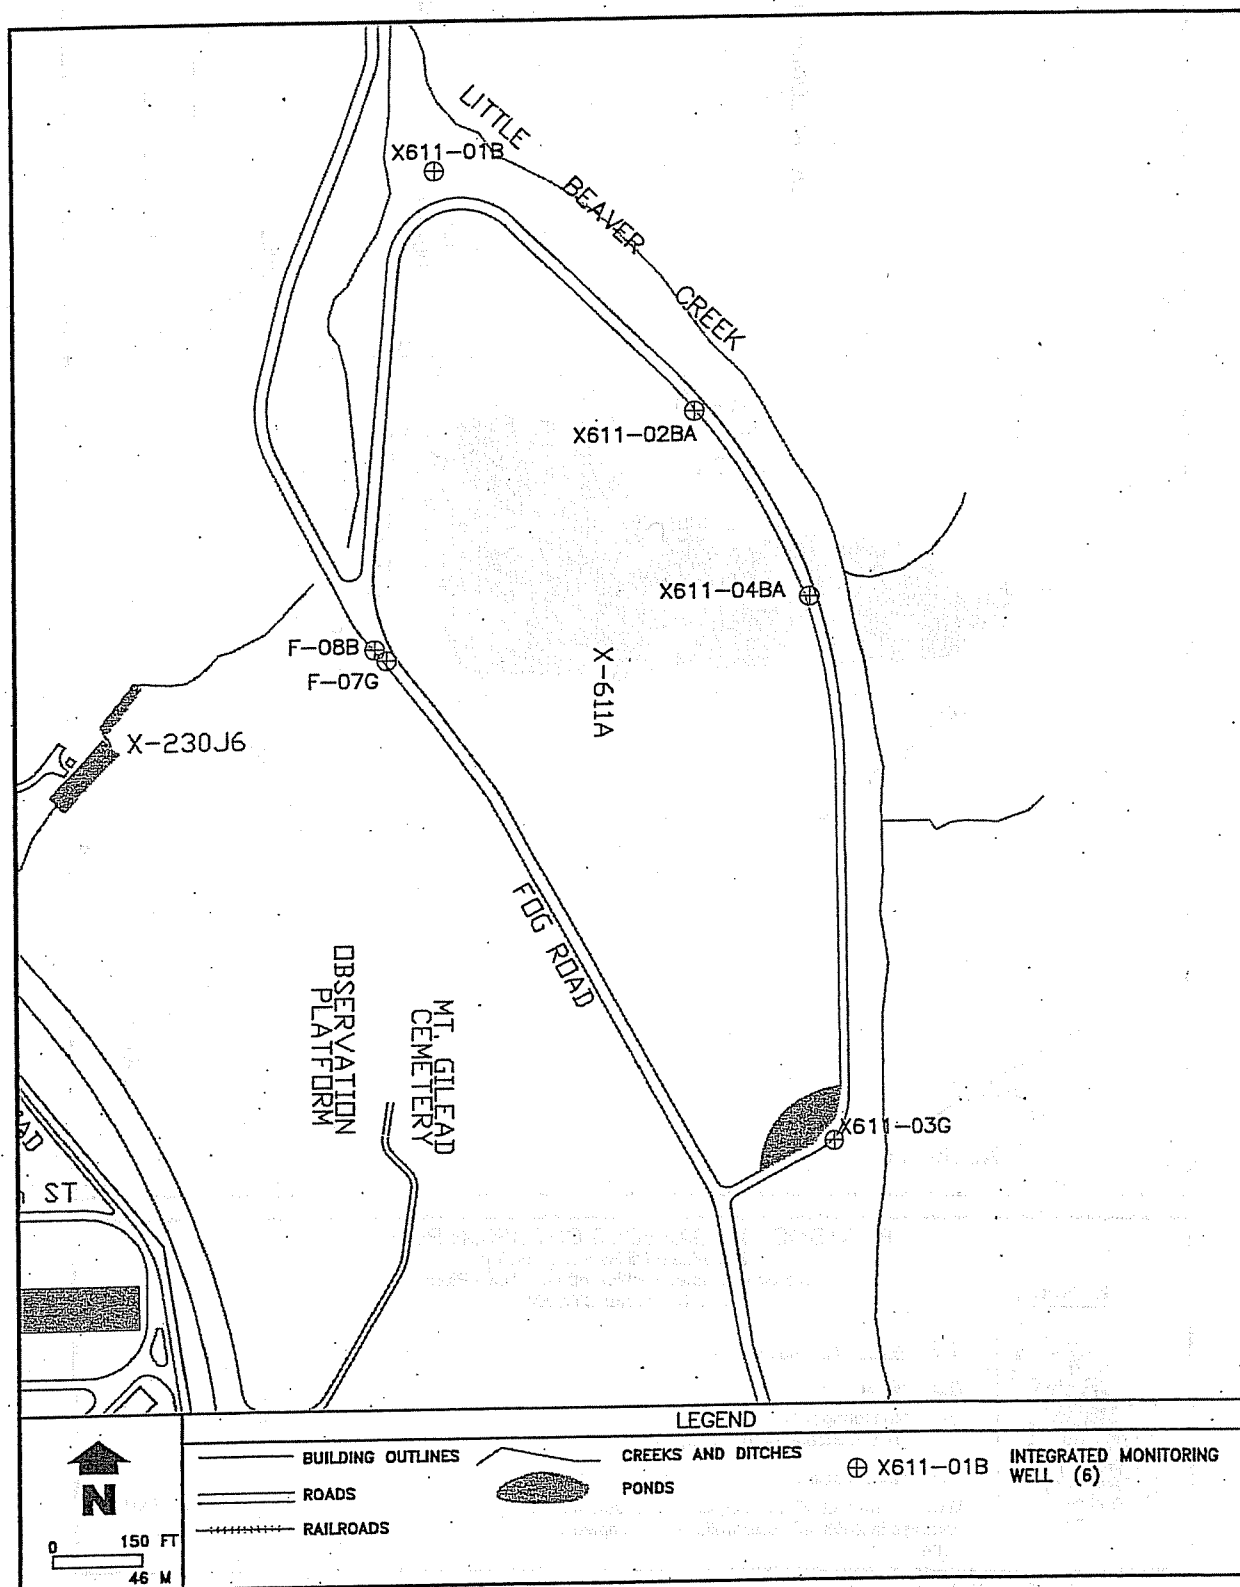 LITTLE
BEAVER
CREEK
X611-01B
X611-02BA
X611-04BA
F-08B
F-07G
X-611A
X-230J6
FOG ROAD
OBSERVATION
PLATFORM
MT. GILEAD
CEMETERY
X611-03G
AD
ST
LEGEND
BUILDING OUTLINES
ROADS
RAILROADS
CREEKS AND DITCHES
PONDS
X611-01B
INTEGRATED MONITORING
WELL (6)
N
0 150 FT
46 M